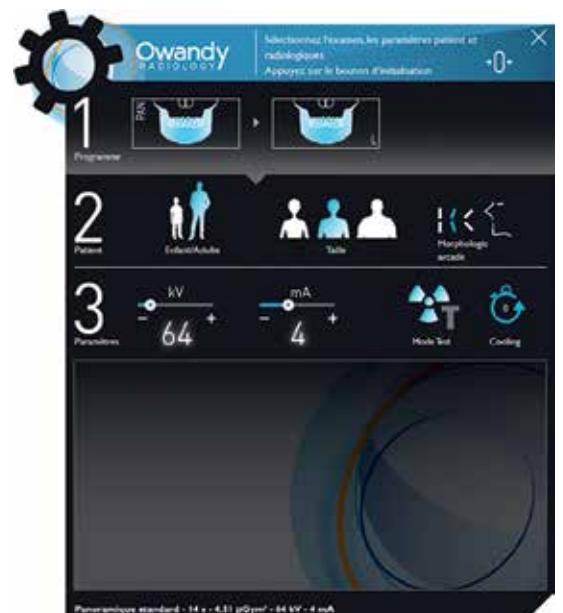 Owandy
RADIOLOGY
Sélectionnez l'examen, les paramètres patient et
radiologiques
Appuyez sur le bouton d'initialisation
1
Programme
PAN
L
2
Patient
Enfant/Adulte
Taille
Morphologie
arcade
3
Paramètres
kV
- +
64
mA
- +
4
T
Mode Test
0
Cooling
Panoramique standard - 14 s - 4.51 µGym² - 64 kV - 4 mA